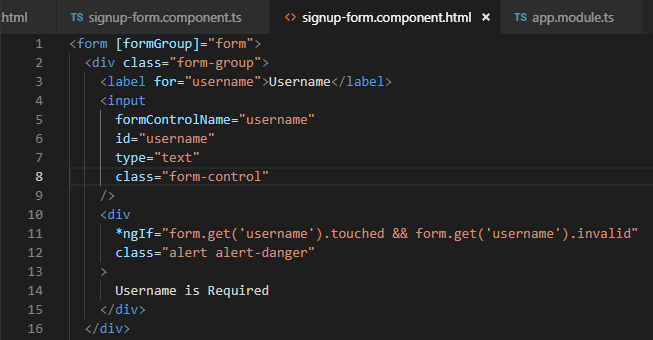 html TS signup-form.component.ts <> signup-form.component.html × TS app.module.ts
1 <form [formGroup]="form">
2 <div class="form-group">
3 <label for="username">Username</label>
4 <input
5 formControlName="username"
6 id="username"
7 type="text"
8 class="form-control"
9 />
10 <div
11 *ngIf="form.get('username').touched && form.get('username').invalid"
12 class="alert alert-danger"
13 >
14 Username is Required
15 </div>
16 </div>